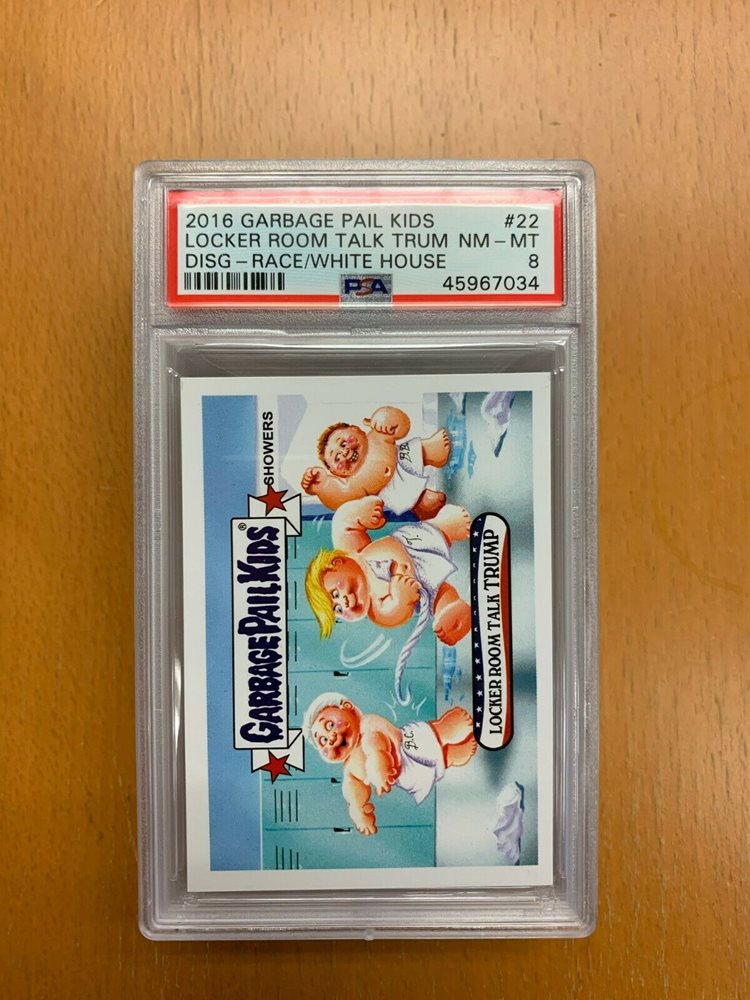 2016 GARBAGE PAIL KIDS #22
LOCKER ROOM TALK TRUM NM - MT
DISG - RACE/WHITE HOUSE 8
PSA 45967034
GARBAGE PAIL KIDS®
SHOWERS
B.C.
T.
B.B.
LOCKER ROOM TALK TRUMP